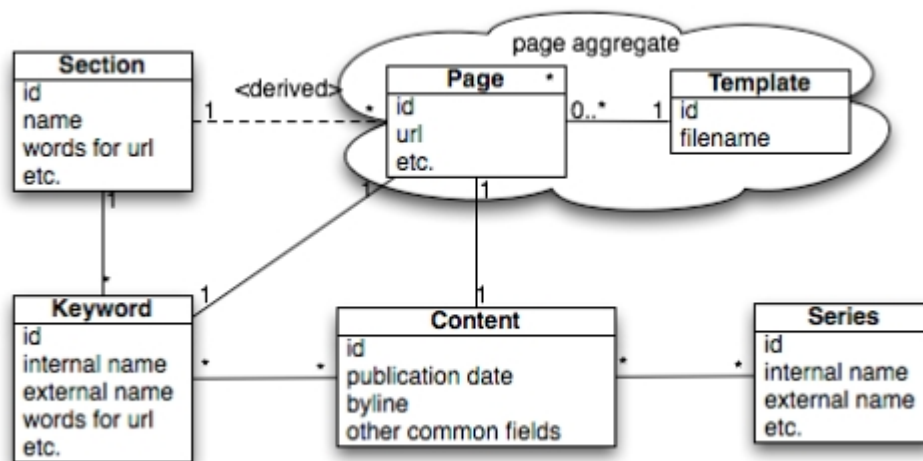 page aggregate
Section
id
name
words for url
etc.
<derived>
1
*
Page
*
id
url
etc.
0..*
1
Template
id
filename
1
*
1
1
1
1
Keyword
id
internal name
external name
words for url
etc.
*
*
Content
id
publication date
byline
other common fields
*
*
Series
id
internal name
external name
etc.